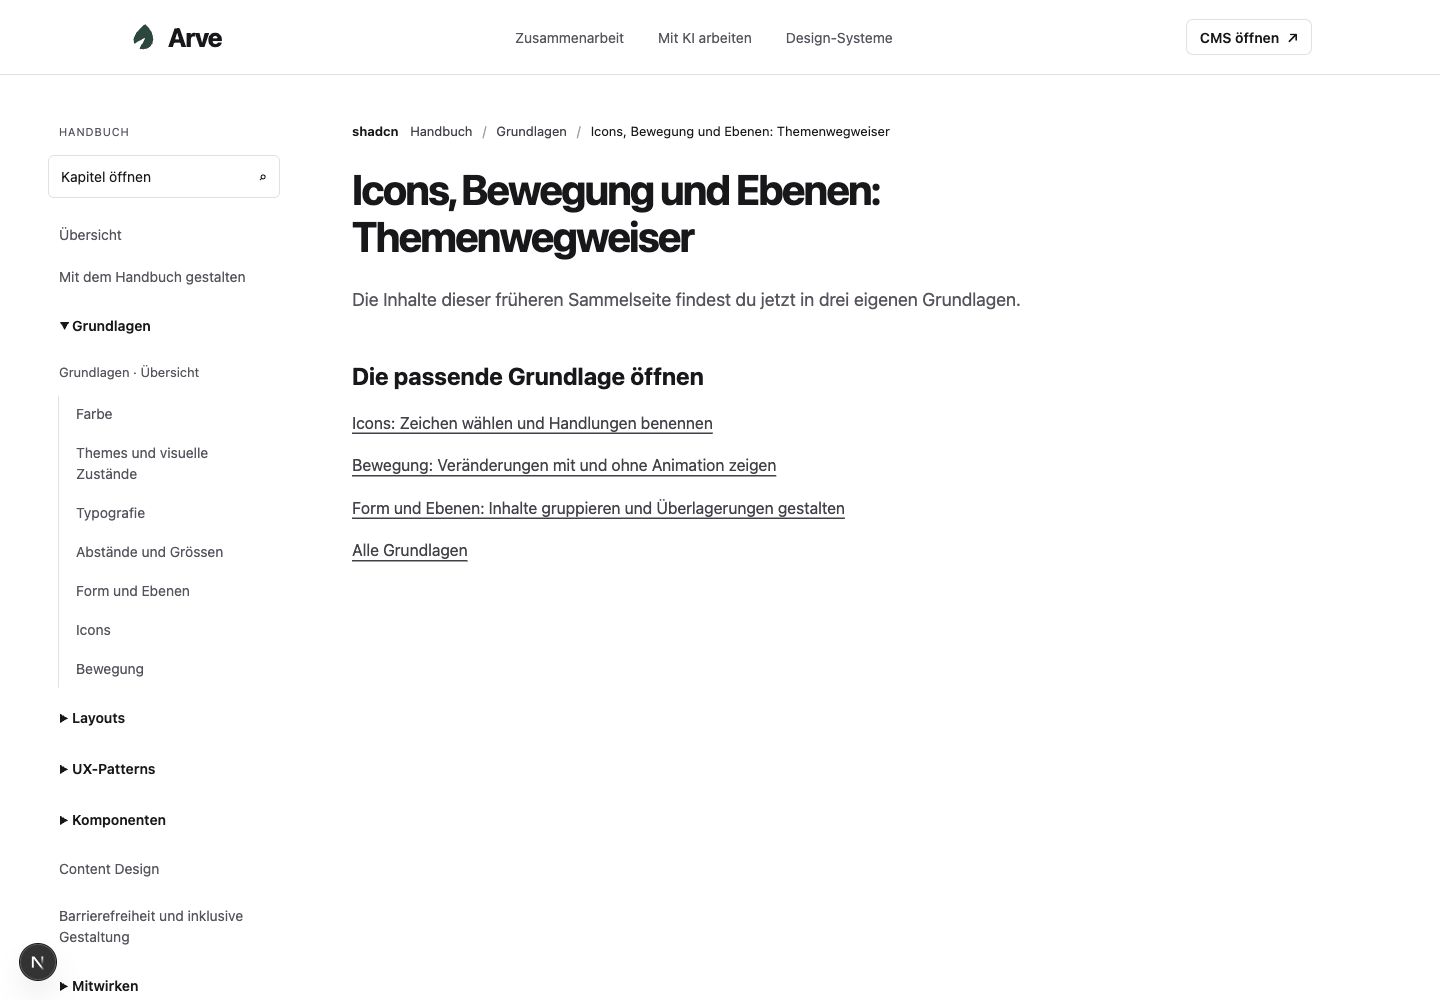 Arve
Zusammenarbeit
Mit KI arbeiten
Design-Systeme
CMS öffnen
HANDBUCH
Kapitel öffnen
Übersicht
Mit dem Handbuch gestalten
Grundlagen
Grundlagen · Übersicht
Farbe
Themes und visuelle
Zustände
Typografie
Abstände und Grössen
Form und Ebenen
Icons
Bewegung
Layouts
UX-Patterns
Komponenten
Content Design
Barrierefreiheit und inklusive
Gestaltung
Mitwirken
N
shadcn Handbuch / Grundlagen / Icons, Bewegung und Ebenen: Themenwegweiser
Icons, Bewegung und Ebenen:
Themenwegweiser
Die Inhalte dieser früheren Sammelseite findest du jetzt in drei eigenen Grundlagen.
Die passende Grundlage öffnen
Icons: Zeichen wählen und Handlungen benennen
Bewegung: Veränderungen mit und ohne Animation zeigen
Form und Ebenen: Inhalte gruppieren und Überlagerungen gestalten
Alle Grundlagen